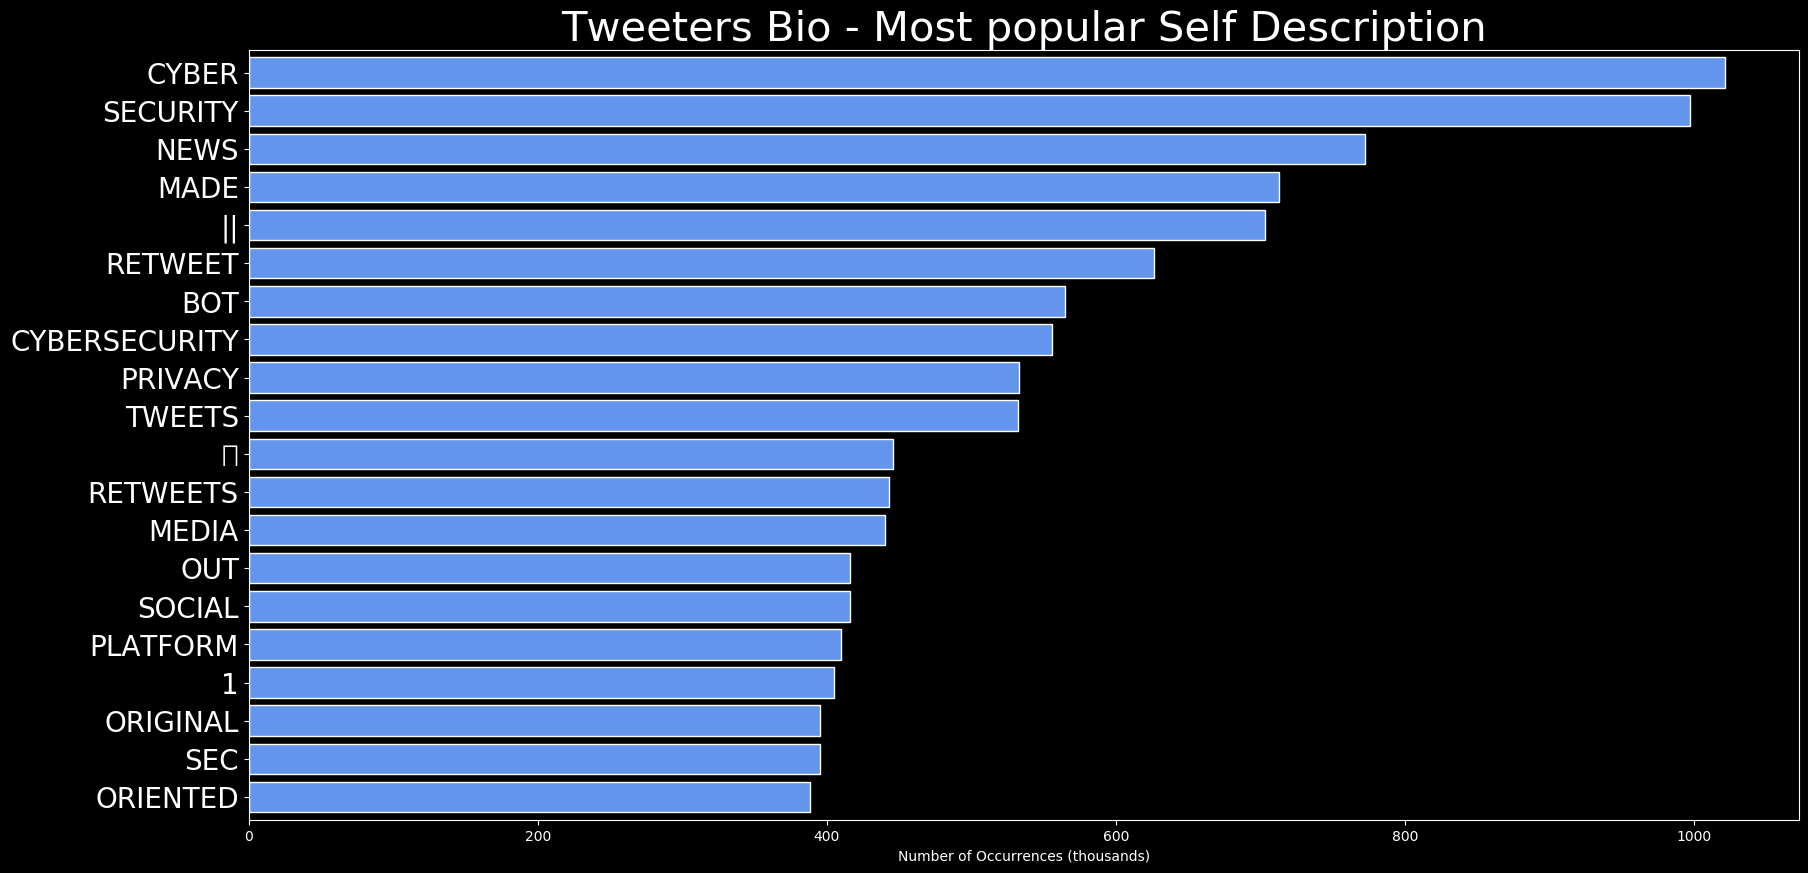 Tweeters Bio - Most popular Self Description
CYBER
SECURITY
NEWS
MADE
||
RETWEET
BOT
CYBERSECURITY
PRIVACY
TWEETS
RETWEETS
MEDIA
OUT
SOCIAL
PLATFORM
1
ORIGINAL
SEC
ORIENTED
0 200 400 600 800 1000
Number of Occurrences (thousands)